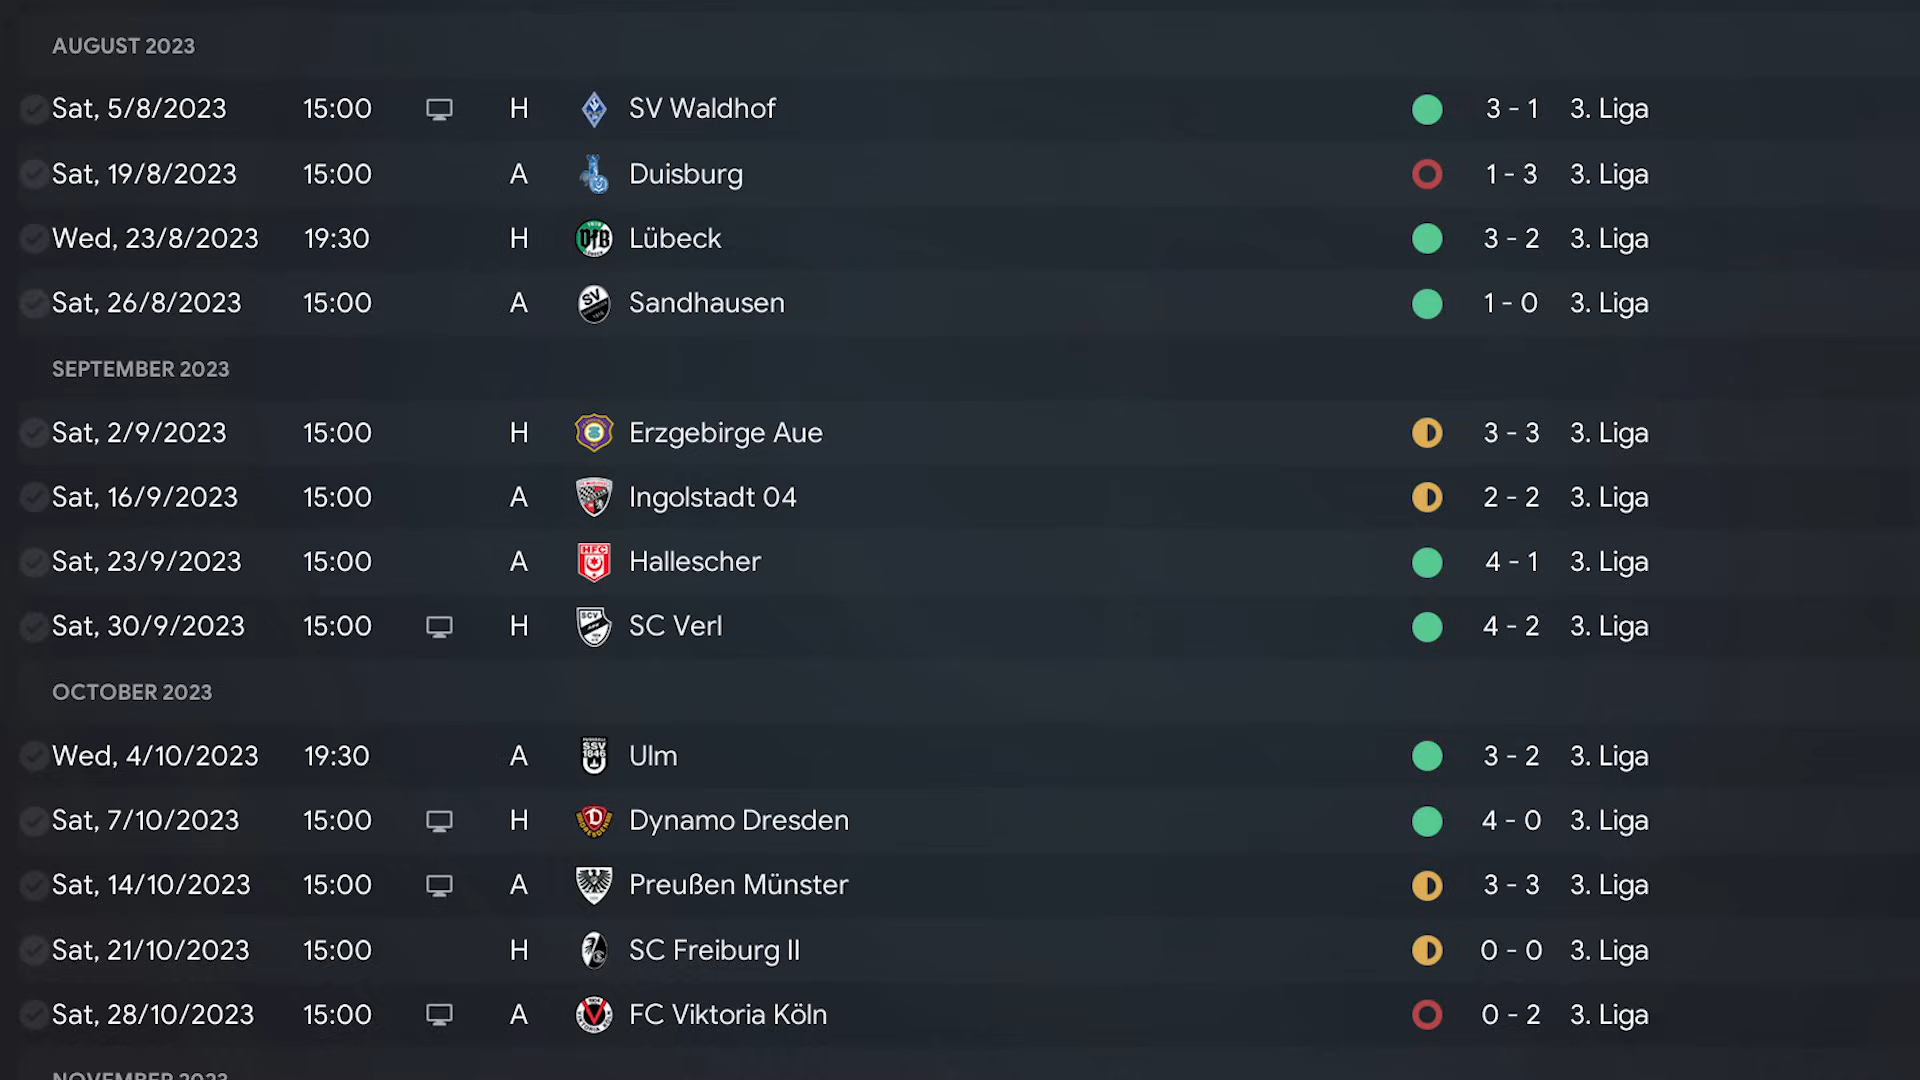 AUGUST 2023
Sat, 5/8/2023 15:00 H SV Waldhof 3 - 1 3. Liga
Sat, 19/8/2023 15:00 A Duisburg 1 - 3 3. Liga
Wed, 23/8/2023 19:30 H Lübeck 3 - 2 3. Liga
Sat, 26/8/2023 15:00 A Sandhausen 1 - 0 3. Liga
SEPTEMBER 2023
Sat, 2/9/2023 15:00 H Erzgebirge Aue 3 - 3 3. Liga
Sat, 16/9/2023 15:00 A Ingolstadt 04 2 - 2 3. Liga
Sat, 23/9/2023 15:00 A Hallescher 4 - 1 3. Liga
Sat, 30/9/2023 15:00 H SC Verl 4 - 2 3. Liga
OCTOBER 2023
Wed, 4/10/2023 19:30 A Ulm 3 - 2 3. Liga
Sat, 7/10/2023 15:00 H Dynamo Dresden 4 - 0 3. Liga
Sat, 14/10/2023 15:00 A Preußen Münster 3 - 3 3. Liga
Sat, 21/10/2023 15:00 H SC Freiburg II 0 - 0 3. Liga
Sat, 28/10/2023 15:00 A FC Viktoria Köln 0 - 2 3. Liga
NOVEMBER 2023